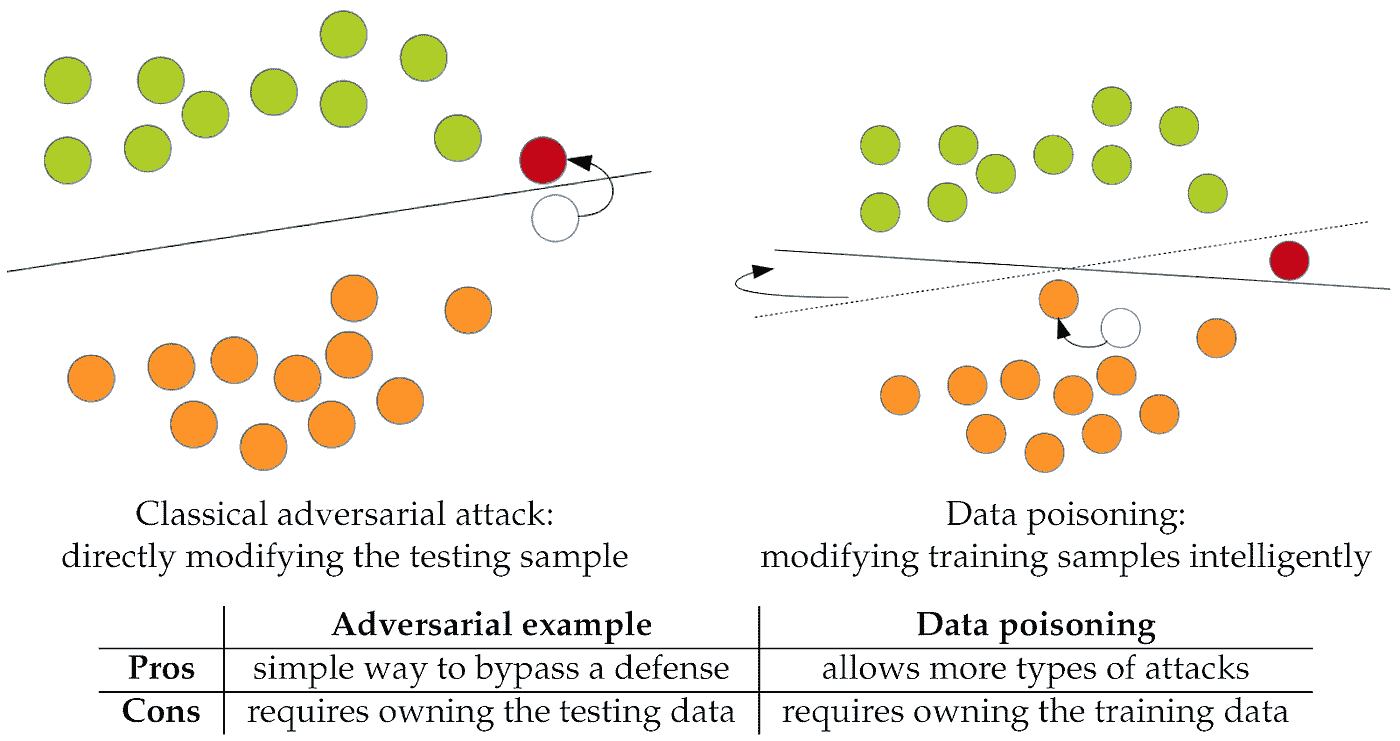 Classical adversarial attack:
directly modifying the testing sample
Data poisoning:
modifying training samples intelligently
Adversarial example Data poisoning
Pros simple way to bypass a defense allows more types of attacks
Cons requires owning the testing data requires owning the training data